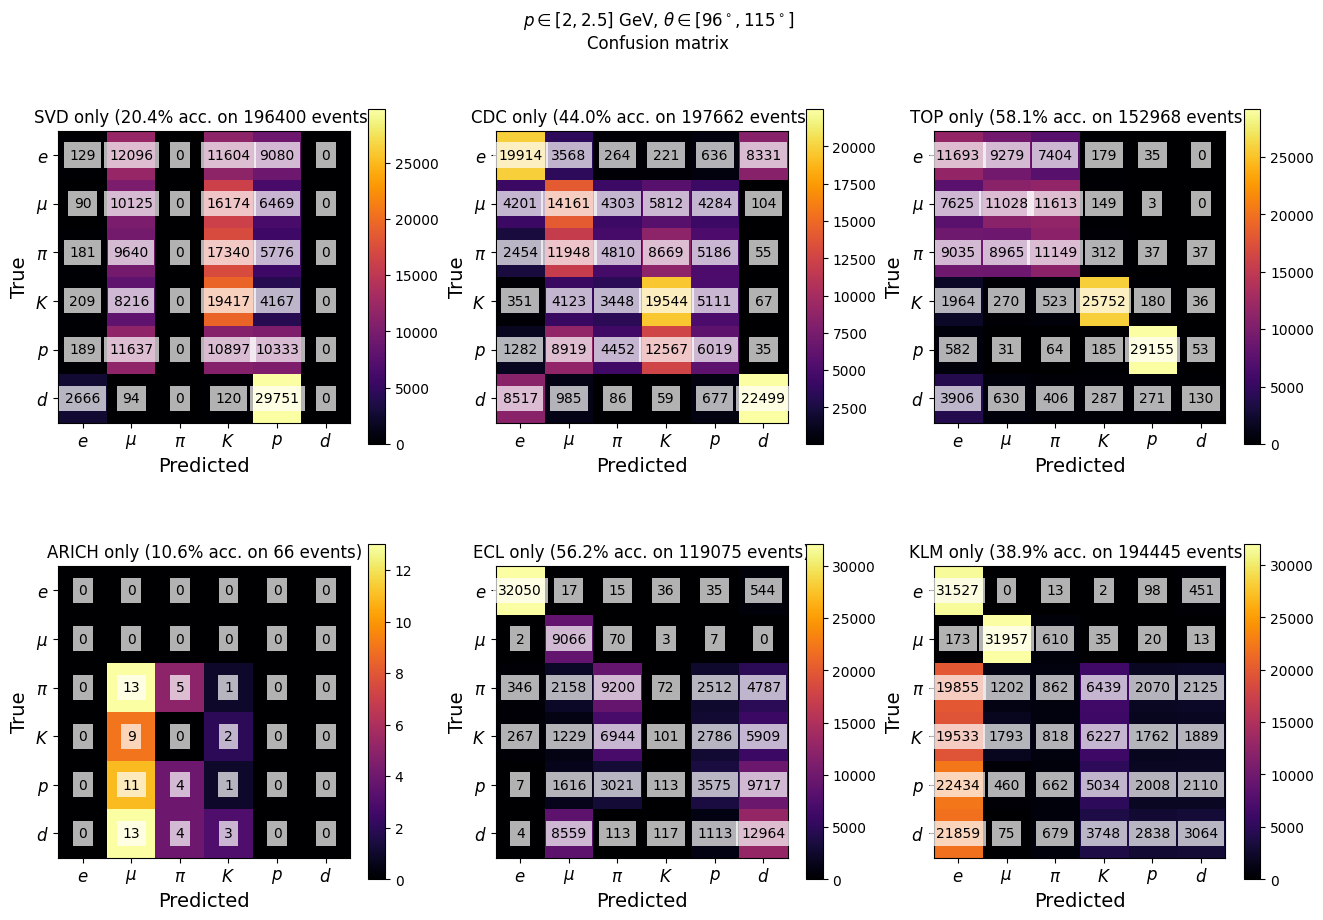 p ∈ [2, 2.5] GeV, θ ∈ [96°, 115°]
Confusion matrix
SVD only (20.4% acc. on 196400 events
True
e 129 12096 0 11604 9080 0
μ 90 10125 0 16174 6469 0
π 181 9640 0 17340 5776 0
K 209 8216 0 19417 4167 0
p 189 11637 0 10897 10333 0
d 2666 94 0 120 29751 0
e μ π K p d
Predicted
25000
20000
15000
10000
5000
0
CDC only (44.0% acc. on 197662 events
True
e 19914 3568 264 221 636 8331
μ 4201 14161 4303 5812 4284 104
π 2454 11948 4810 8669 5186 55
K 351 4123 3448 19544 5111 67
p 1282 8919 4452 12567 6019 35
d 8517 985 86 59 677 22499
e μ π K p d
Predicted
20000
17500
15000
12500
10000
7500
5000
2500
TOP only (58.1% acc. on 152968 events
True
e 11693 9279 7404 179 35 0
μ 7625 11028 11613 149 3 0
π 9035 8965 11149 312 37 37
K 1964 270 523 25752 180 36
p 582 31 64 185 29155 53
d 3906 630 406 287 271 130
e μ π K p d
Predicted
25000
20000
15000
10000
5000
0
ARICH only (10.6% acc. on 66 events)
True
e 0 0 0 0 0 0
μ 0 0 0 0 0 0
π 0 13 5 1 0 0
K 0 9 0 2 0 0
p 0 11 4 1 0 0
d 0 13 4 3 0 0
e μ π K p d
Predicted
12
10
8
6
4
2
0
ECL only (56.2% acc. on 119075 events)
True
e 32050 17 15 36 35 544
μ 2 9066 70 3 7 0
π 346 2158 9200 72 2512 4787
K 267 1229 6944 101 2786 5909
p 7 1616 3021 113 3575 9717
d 4 8559 113 117 1113 12964
e μ π K p d
Predicted
30000
25000
20000
15000
10000
5000
0
KLM only (38.9% acc. on 194445 events
True
e 31527 0 13 2 98 451
μ 173 31957 610 35 20 13
π 19855 1202 862 6439 2070 2125
K 19533 1793 818 6227 1762 1889
p 22434 460 662 5034 2008 2110
d 21859 75 679 3748 2838 3064
e μ π K p d
Predicted
30000
25000
20000
15000
10000
5000
0